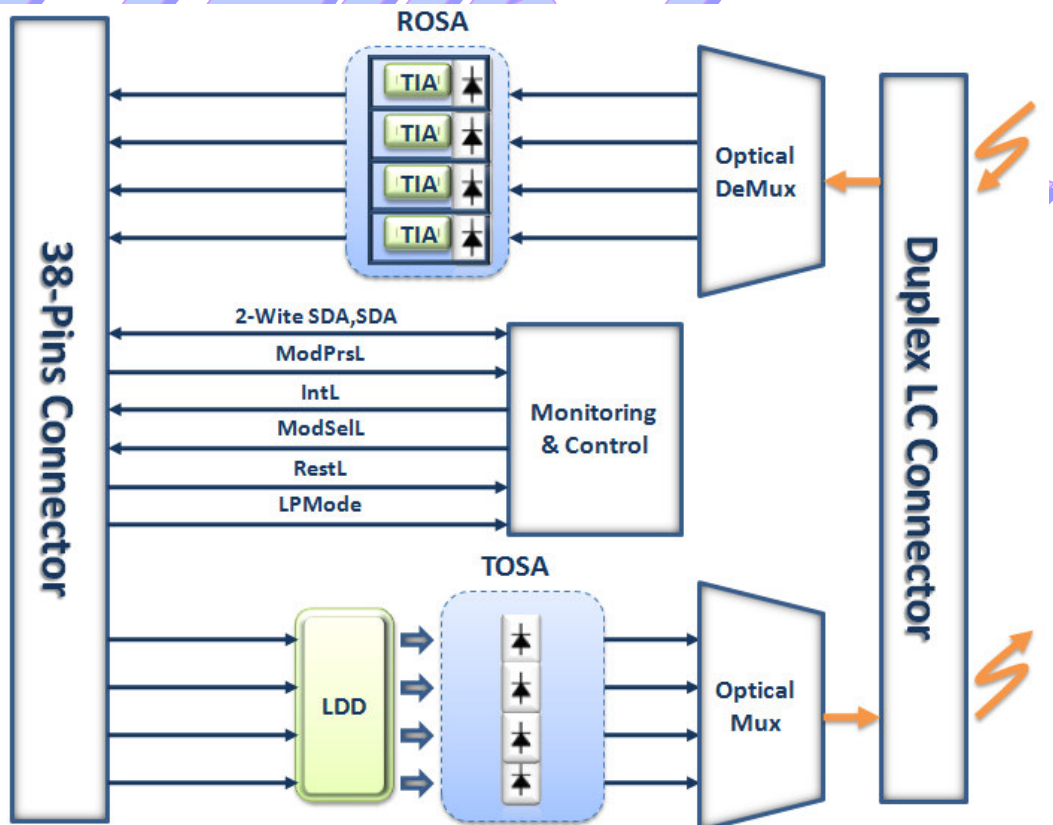 ROSA
TIA
TIA
TIA
TIA
Optical
DeMux
38-Pins Connector
Duplex LC Connector
2-Wite SDA,SDA
ModPrsL
IntL
ModSelL
RestL
LPMode
Monitoring
& Control
TOSA
LDD
Optical
Mux